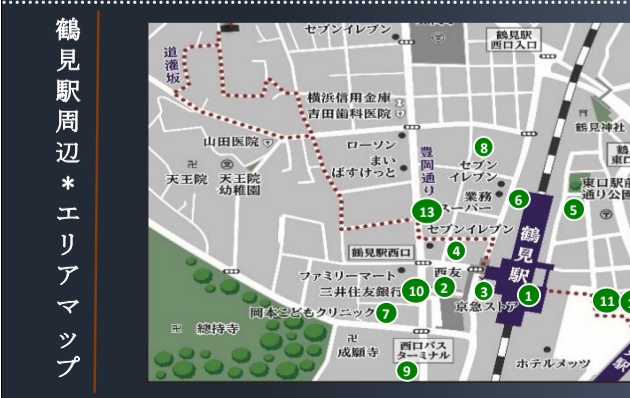 鶴見駅周辺＊エリアマップ
セブンイレブン
鶴見駅
西口入口
道灌坂
横浜信用金庫
吉田歯科医院
鶴見神社
山田医院
ローソン
まい
ばすけっと
豊岡通り
8
セブン
イレブン
天王院
天王院
幼稚園
業務
スーパー
6
東口駅前
通り公園
5
13
セブンイレブン
鶴見駅
4
鶴見駅西口
ファミリーマート
西友
三井住友銀行
10
2
3
1
11
京急ストア
岡本こどもクリニック
7
總持寺
成願寺
西口バス
ターミナル
9
ホテルメッツ